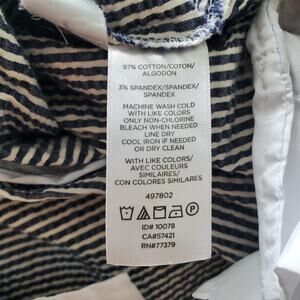 97% COTTON/COTON/
ALGODON
3% SPANDEX/SPANDEX/
SPANDEX
MACHINE WASH COLD
WITH LIKE COLORS
ONLY NON-CHLORINE
BLEACH WHEN NEEDED
LINE DRY
COOL IRON IF NEEDED
OR DRY CLEAN
WITH LIKE COLORS/
AVEC COULEURS
SIMILAIRES/
CON COLORES SIMILARES
497802
ID# 10078
CA#57421
RN#77379